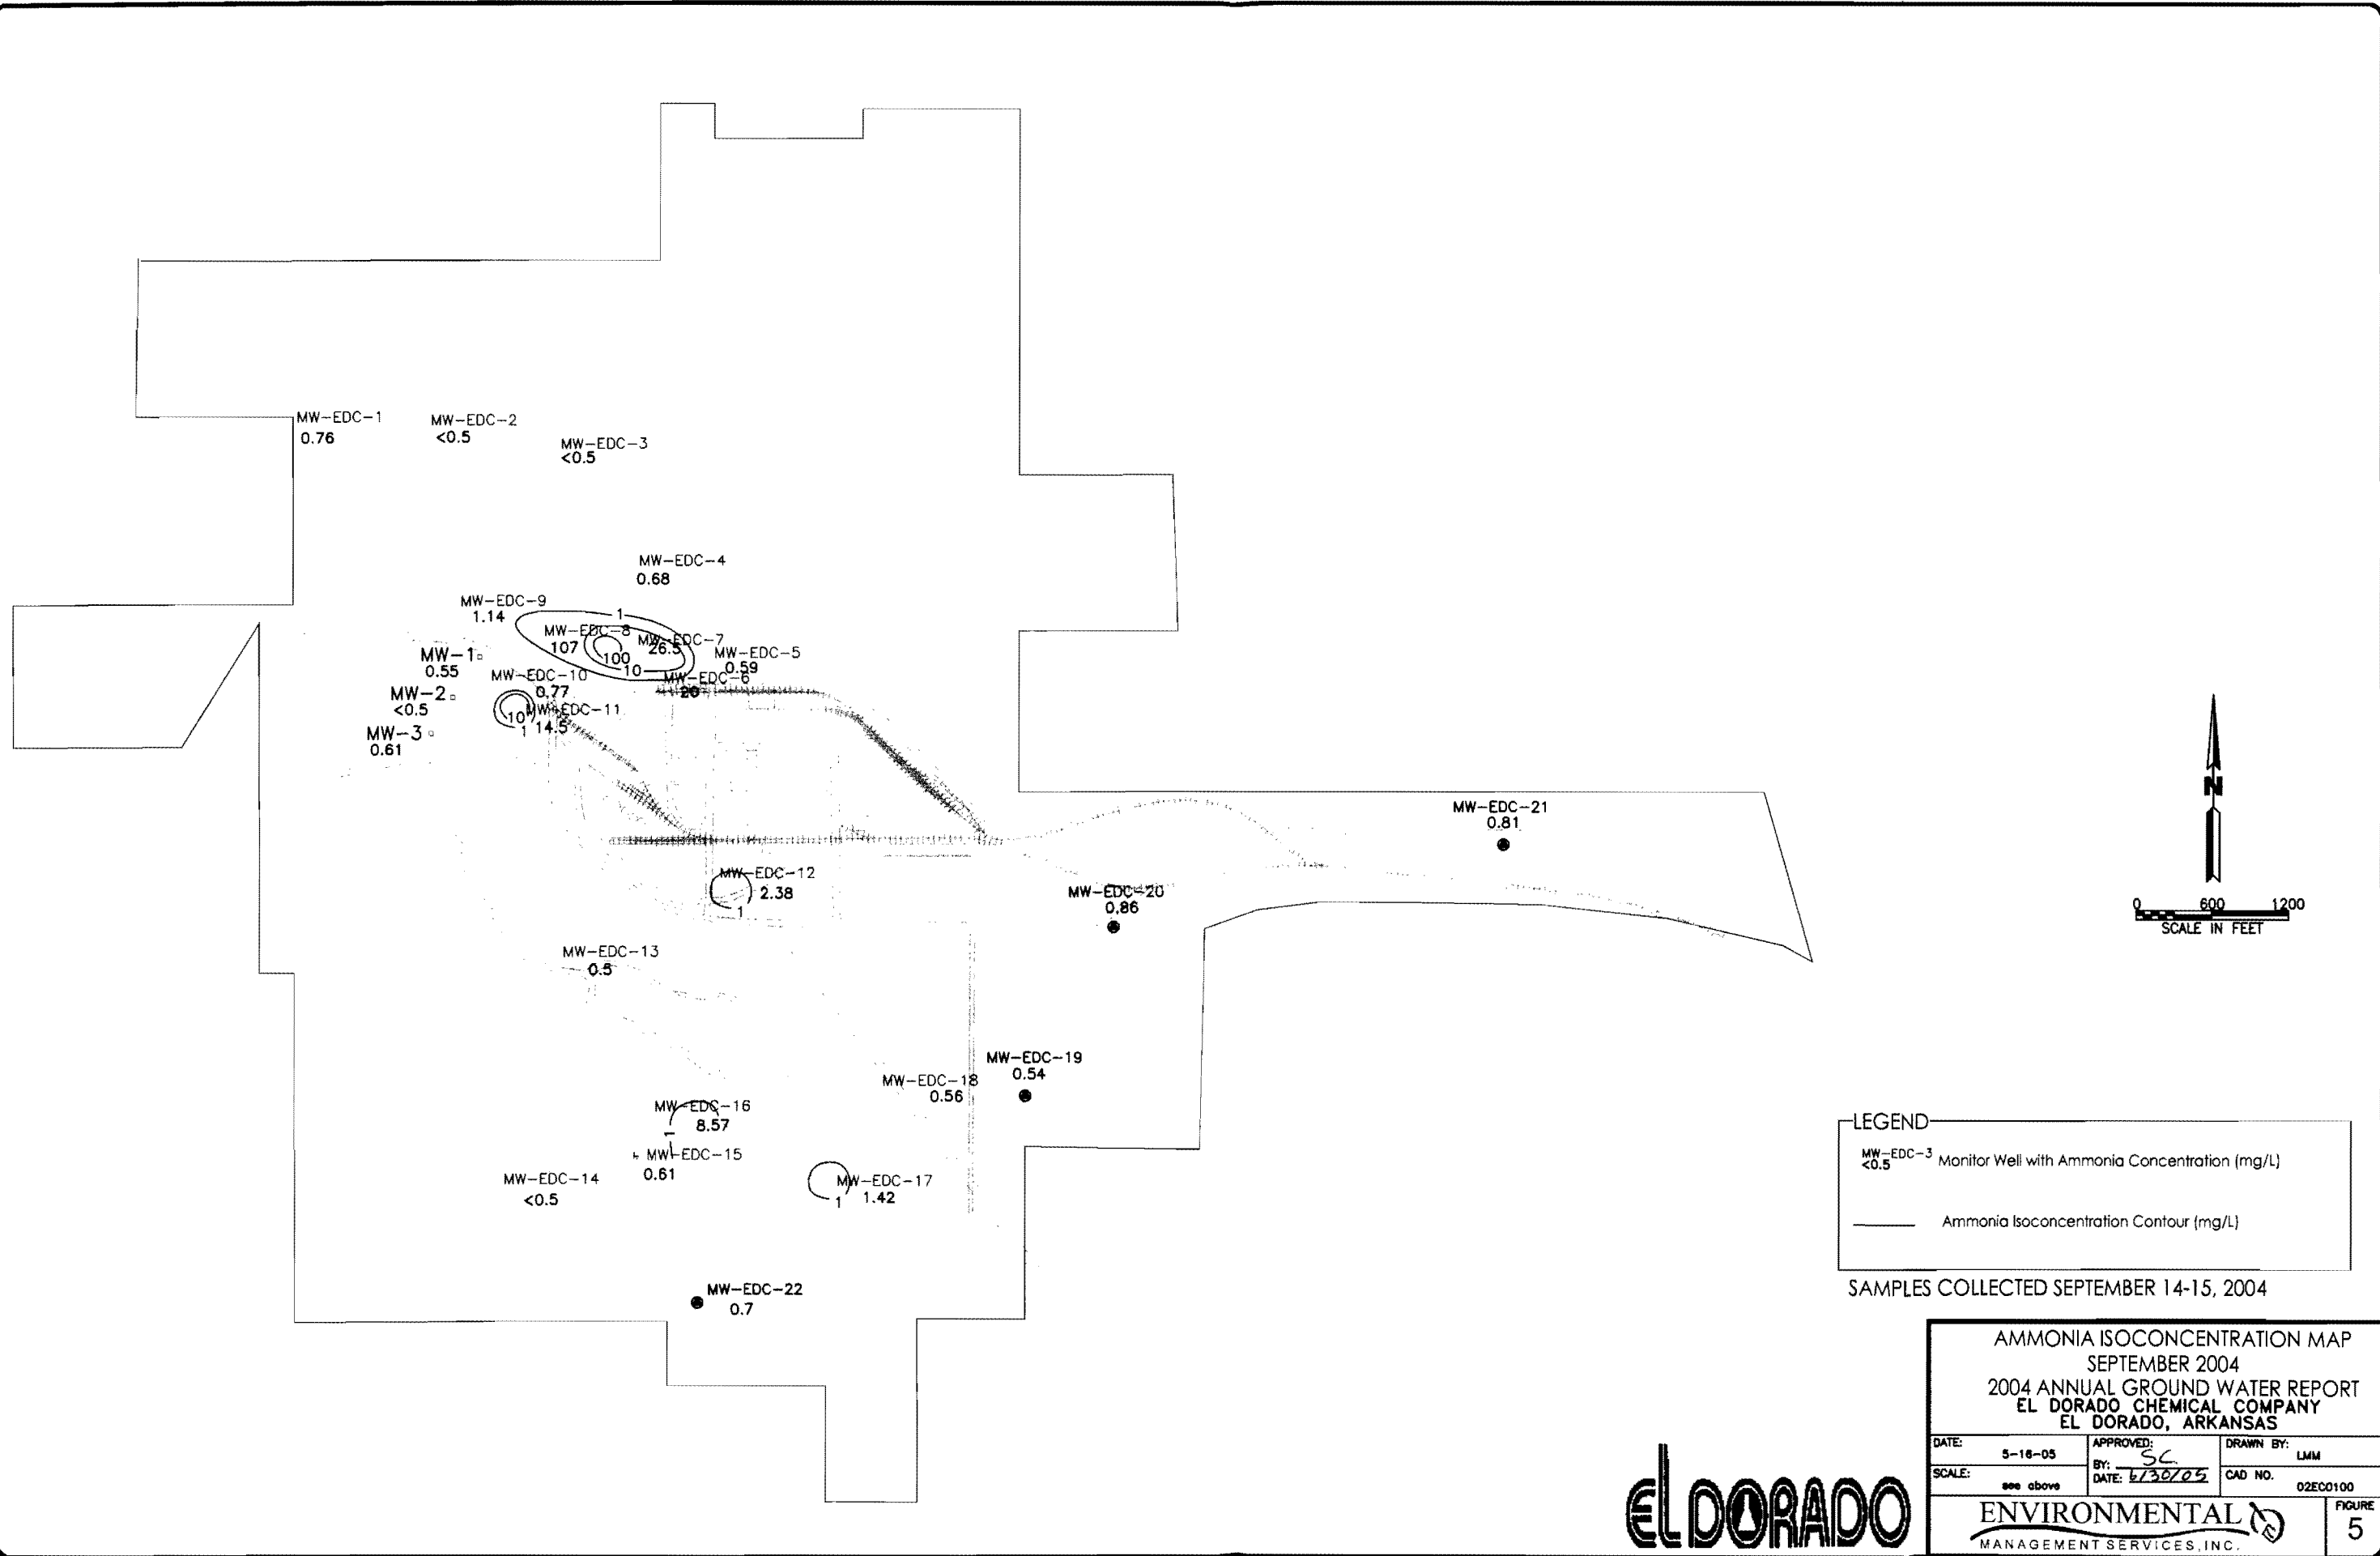 MW-EDC-1
0.76
MW-EDC-2
<0.5
MW-EDC-3
<0.5
MW-EDC-4
0.68
MW-EDC-9
1.14
1
MW-EDC-8
107
100
MW-EDC-7
26.5
10
MW-EDC-5
0.59
MW-EDC-6
20
MW-1
0.55
MW-EDC-10
0.77
MW-2
<0.5
MW-EDC-11
14.5
10
1
MW-3
0.61
MW-EDC-21
0.81
MW-EDC-12
2.38
1
MW-EDC-20
0.86
MW-EDC-13
0.5
MW-EDC-19
0.54
MW-EDC-18
0.56
MW-EDC-16
8.57
1
MW-EDC-15
0.61
MW-EDC-14
<0.5
MW-EDC-17
1.42
1
MW-EDC-22
0.7
N
0 600 1200
SCALE IN FEET
LEGEND
MW-EDC-3
<0.5
Monitor Well with Ammonia Concentration (mg/L)
Ammonia Isoconcentration Contour (mg/L)
SAMPLES COLLECTED SEPTEMBER 14-15, 2004
AMMONIA ISOCONCENTRATION MAP
SEPTEMBER 2004
2004 ANNUAL GROUND WATER REPORT
EL DORADO CHEMICAL COMPANY
EL DORADO, ARKANSAS
DATE: 5-16-05
APPROVED:
BY: SC
DATE: 6/30/05
DRAWN BY: LMM
SCALE: see above
CAD NO. 02EC0100
ENVIRONMENTAL
MANAGEMENT SERVICES, INC.
FIGURE
5
EL DORADO